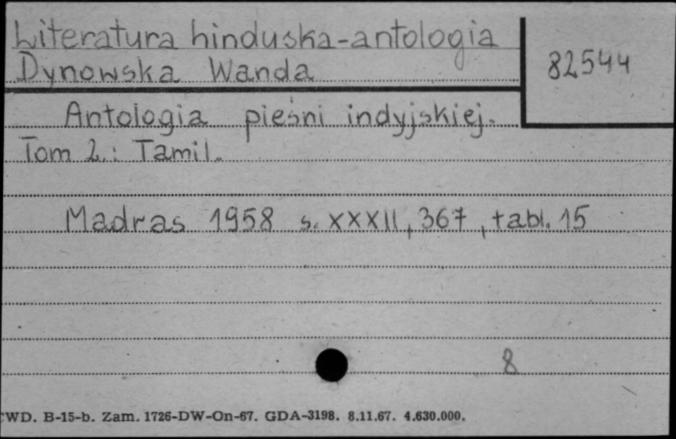 Literatura hinduska-antologia
Dynowska Wanda
82544
Antologia pieśni indyjskiej.
Tom 2.: Tamil.
Madras 1958 s. XXXII, 367, tabl. 15
8
CWD. B-15-b. Zam. 1726-DW-On-67. GDA-3198. 8.11.67. 4.630.000.